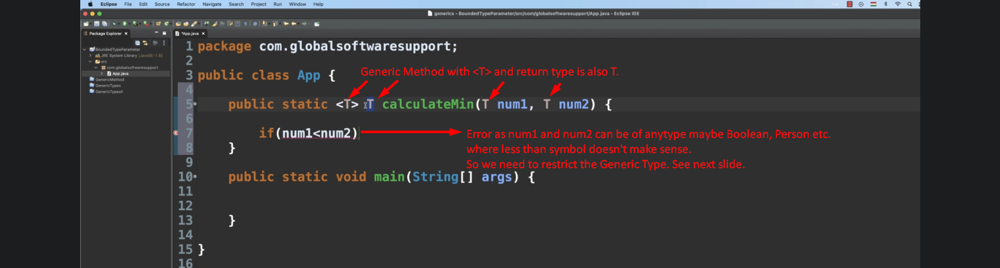 Eclipse File Edit Source Refactor Navigate Search Project Run Window Help
generics - BoundedTypeParameter/src/com/globalsoftwaresupport/App.java - Eclipse IDE
Package Explorer
*App.java
BoundedTypeParameter
JRE System Library [JavaSE-1.8]
src
com.globalsoftwaresupport
App.java
GenericMethod
GenericTypes
GenericTypesII
1 package com.globalsoftwaresupport;
2
Generic Method with <T> and return type is also T.
3 public class App {
4
5 public static <T> T calculateMin(T num1, T num2) {
6
7 if(num1<num2)
Error as num1 and num2 can be of anytype maybe Boolean, Person etc.
where less than symbol doesn't make sense.
So we need to restrict the Generic Type. See next slide.
8 }
9
10 public static void main(String[] args) {
11
12
13 }
14
15 }
16